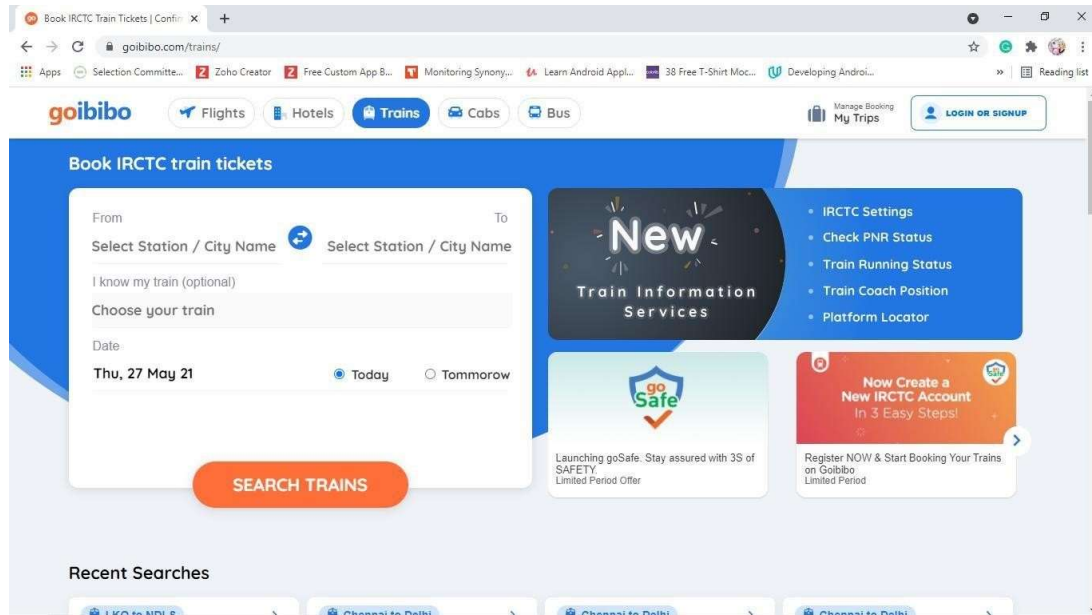 Book IRCTC Train Tickets | Confir
goibibo.com/trains/
Apps Selection Committe... Zoho Creator Free Custom App B... Monitoring Synony... Learn Android Appl... 38 Free T-Shirt Moc... Developing Androi... » Reading list
goibibo Flights Hotels Trains Cabs Bus Manage Booking My Trips LOGIN OR SIGNUP
Book IRCTC train tickets
From To
Select Station / City Name Select Station / City Name
I know my train (optional)
Choose your train
Date
Thu, 27 May 21 Today Tommorow
SEARCH TRAINS
New
Train Information
Services
IRCTC Settings
Check PNR Status
Train Running Status
Train Coach Position
Platform Locator
go
Safe
Launching goSafe. Stay assured with 3S of
SAFETY.
Limited Period Offer
go
Safe
Now Create a
New IRCTC Account
In 3 Easy Steps!
Register NOW & Start Booking Your Trains
on Goibibo
Limited Period
Recent Searches
LKO to NDLS Chennai to Delhi Chennai to Delhi Chennai to Delhi